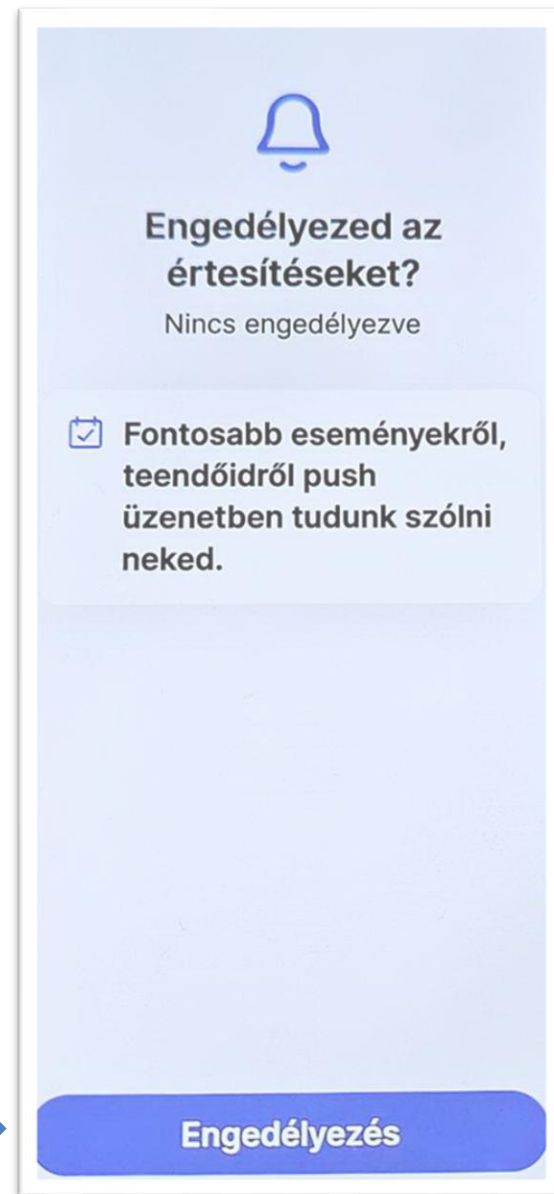 Engedélyezed az
értesítéseket?
Nincs engedélyezve
Fontosabb eseményekről,
teendőidről push
üzenetben tudunk szólni
neked.
Engedélyezés